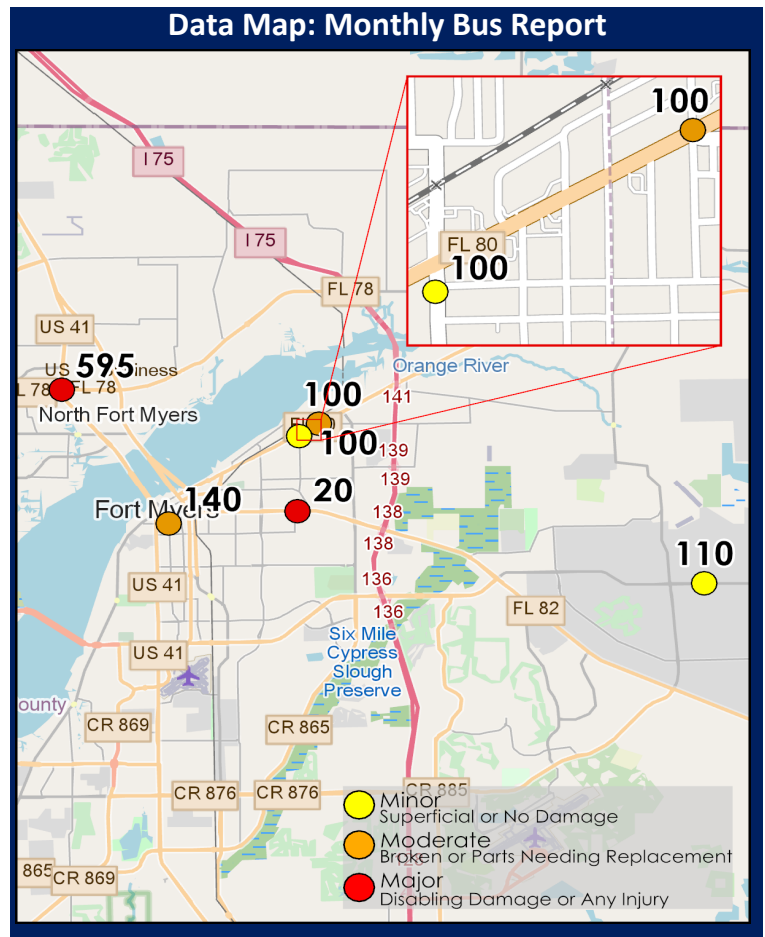 Data Map: Monthly Bus Report
100
I 75
I 75
FL 80
100
FL 78
US 41
US
595
iness
L 78
FL 78
Orange River
141
North Fort Myers
100
100
139
139
20
140
Fort Myers
138
138
110
136
US 41
136
FL 82
Six Mile
Cypress
Slough
Preserve
US 41
ounty
CR 869
CR 865
CR 876
CR 876
CR 885
Minor
Superficial or No Damage
Moderate
Broken or Parts Needing Replacement
865
CR 869
Major
Disabling Damage or Any Injury